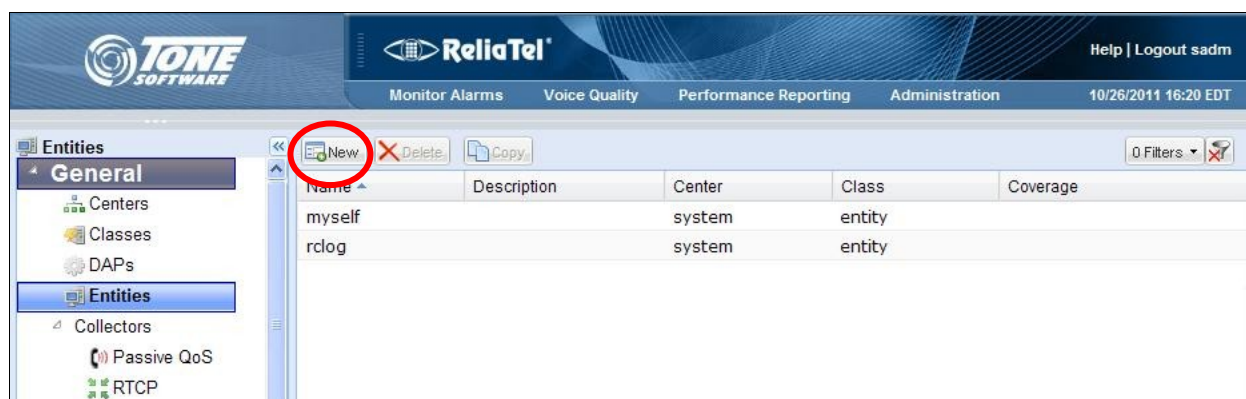 TONE
SOFTWARE
ReliaTel
Help | Logout sadm
Monitor Alarms Voice Quality Performance Reporting Administration 10/26/2011 16:20 EDT
Entities
General
Centers
Classes
DAPs
Entities
Collectors
Passive QoS
RTCP
New Delete Copy 0 Filters
Name Description Center Class Coverage
myself system entity
rclog system entity